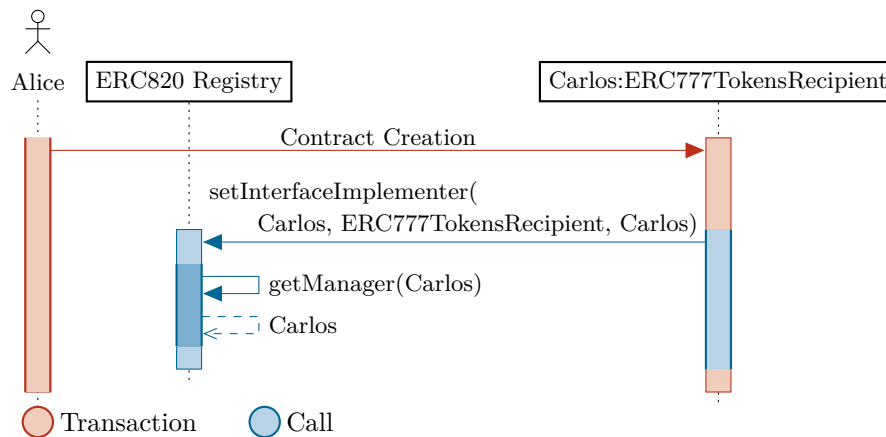 Alice
ERC820 Registry
Carlos:ERC777TokensRecipient
Contract Creation
setInterfaceImplementer(
Carlos, ERC777TokensRecipient, Carlos)
getManager(Carlos)
Carlos
Transaction
Call